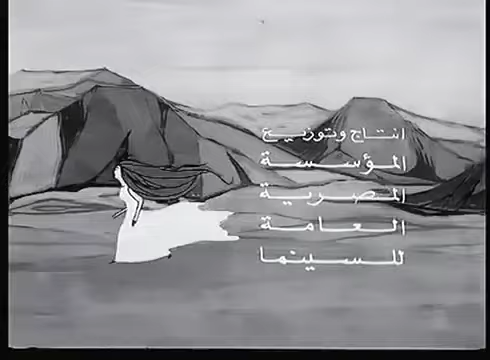 انتاج وتوزيع
المؤسسة
المصرية
العامة
للسينما